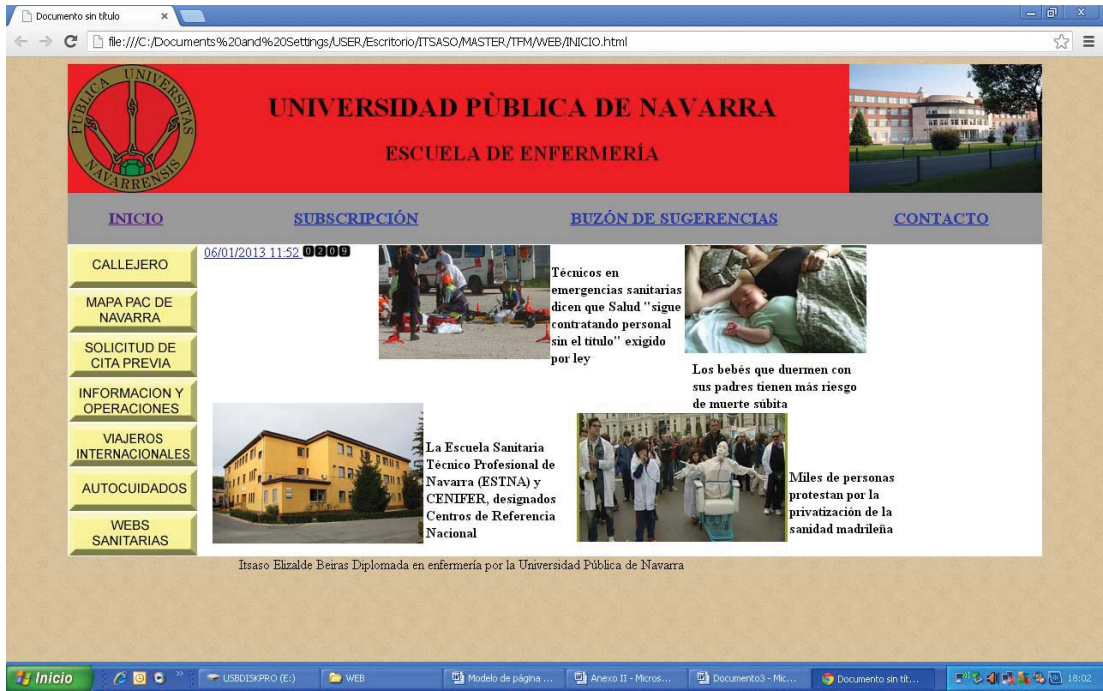 Documento sin título
file:///C:/Documents%20and%20Settings/USER/Escritorio/ITSASO/MASTER/TFM/WEB/INICIO.html
PUBLICA UNIVERSITAS NAVARRENSIS
UNIVERSIDAD PÙBLICA DE NAVARRA
ESCUELA DE ENFERMERÍA
INICIO SUBSCRIPCIÓN BUZÓN DE SUGERENCIAS CONTACTO
CALLEJERO
MAPA PAC DE
NAVARRA
SOLICITUD DE
CITA PREVIA
INFORMACION Y
OPERACIONES
VIAJEROS
INTERNACIONALES
AUTOCUIDADOS
WEBS
SANITARIAS
06/01/2013 11:52 0209
Técnicos en
emergencias sanitarias
dicen que Salud "sigue
contratando personal
sin el título" exigido
por ley
Los bebés que duermen con
sus padres tienen más riesgo
de muerte súbita
La Escuela Sanitaria
Técnico Profesional de
Navarra (ESTNA) y
CENIFER, designados
Centros de Referencia
Nacional
Miles de personas
protestan por la
privatización de la
sanidad madrileña
Itsaso Elizalde Beiras Diplomada en enfermería por la Universidad Pública de Navarra
Inicio USBDISKPRO (E:) WEB Modelo de página ... Anexo II - Micros... Documento3 - Mic... Documento sin tít... 18:02